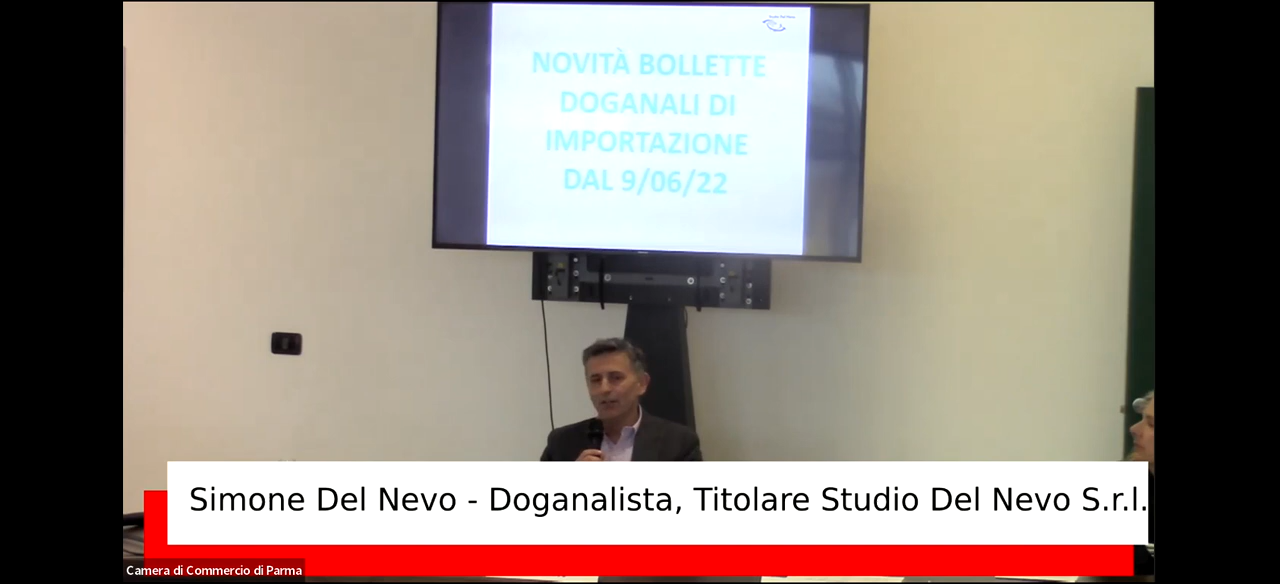 NOVITÀ BOLLETTE
DOGANALI DI
IMPORTAZIONE
DAL 9/06/22
Simone Del Nevo - Doganalista, Titolare Studio Del Nevo S.r.l.
Camera di Commercio di Parma